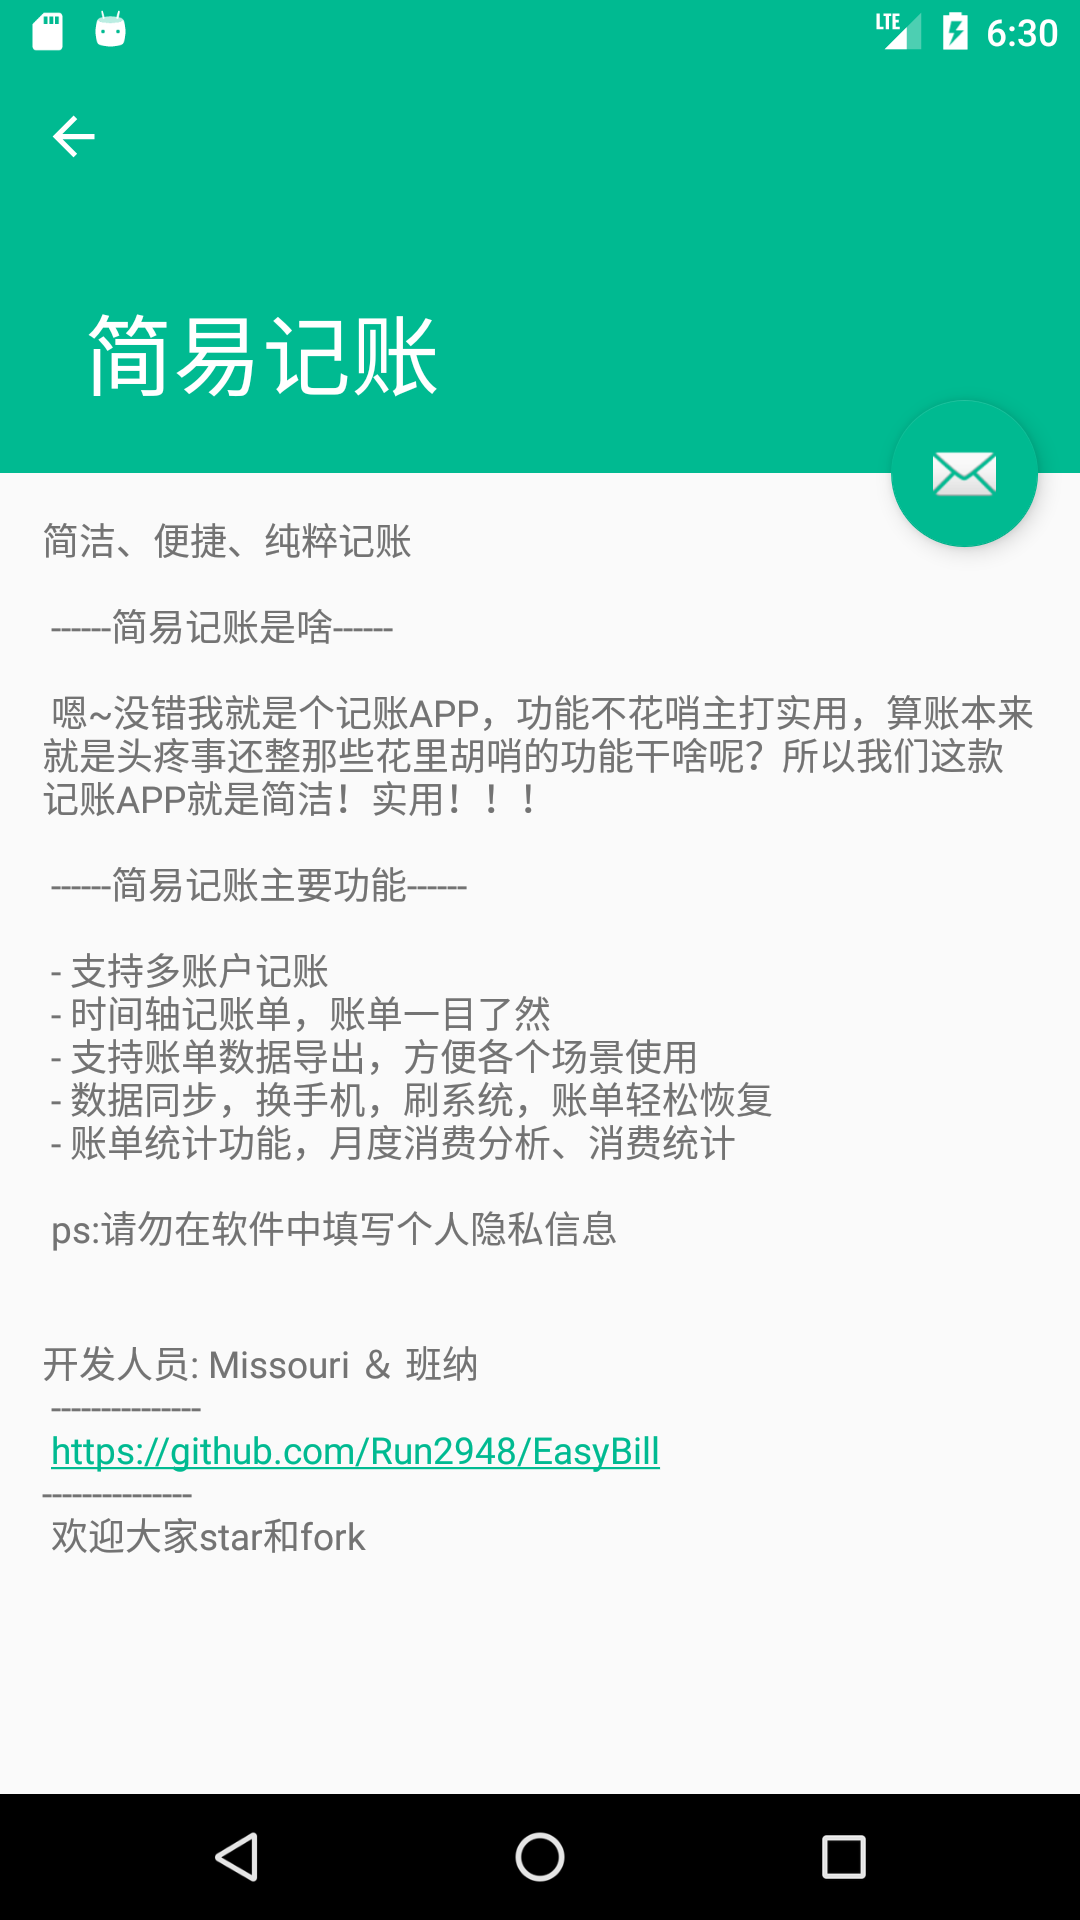 LTE 6:30
简易记账
简洁、便捷、纯粹记账
------简易记账是啥------
嗯~没错我就是个记账APP，功能不花哨主打实用，算账本来
就是头疼事还整那些花里胡哨的功能干啥呢？所以我们这款
记账APP就是简洁！实用！！！
------简易记账主要功能------
- 支持多账户记账
- 时间轴记账单，账单一目了然
- 支持账单数据导出，方便各个场景使用
- 数据同步，换手机，刷系统，账单轻松恢复
- 账单统计功能，月度消费分析、消费统计
ps:请勿在软件中填写个人隐私信息
开发人员: Missouri ＆ 班纳
---------------
https://github.com/Run2948/EasyBill
---------------
欢迎大家star和fork